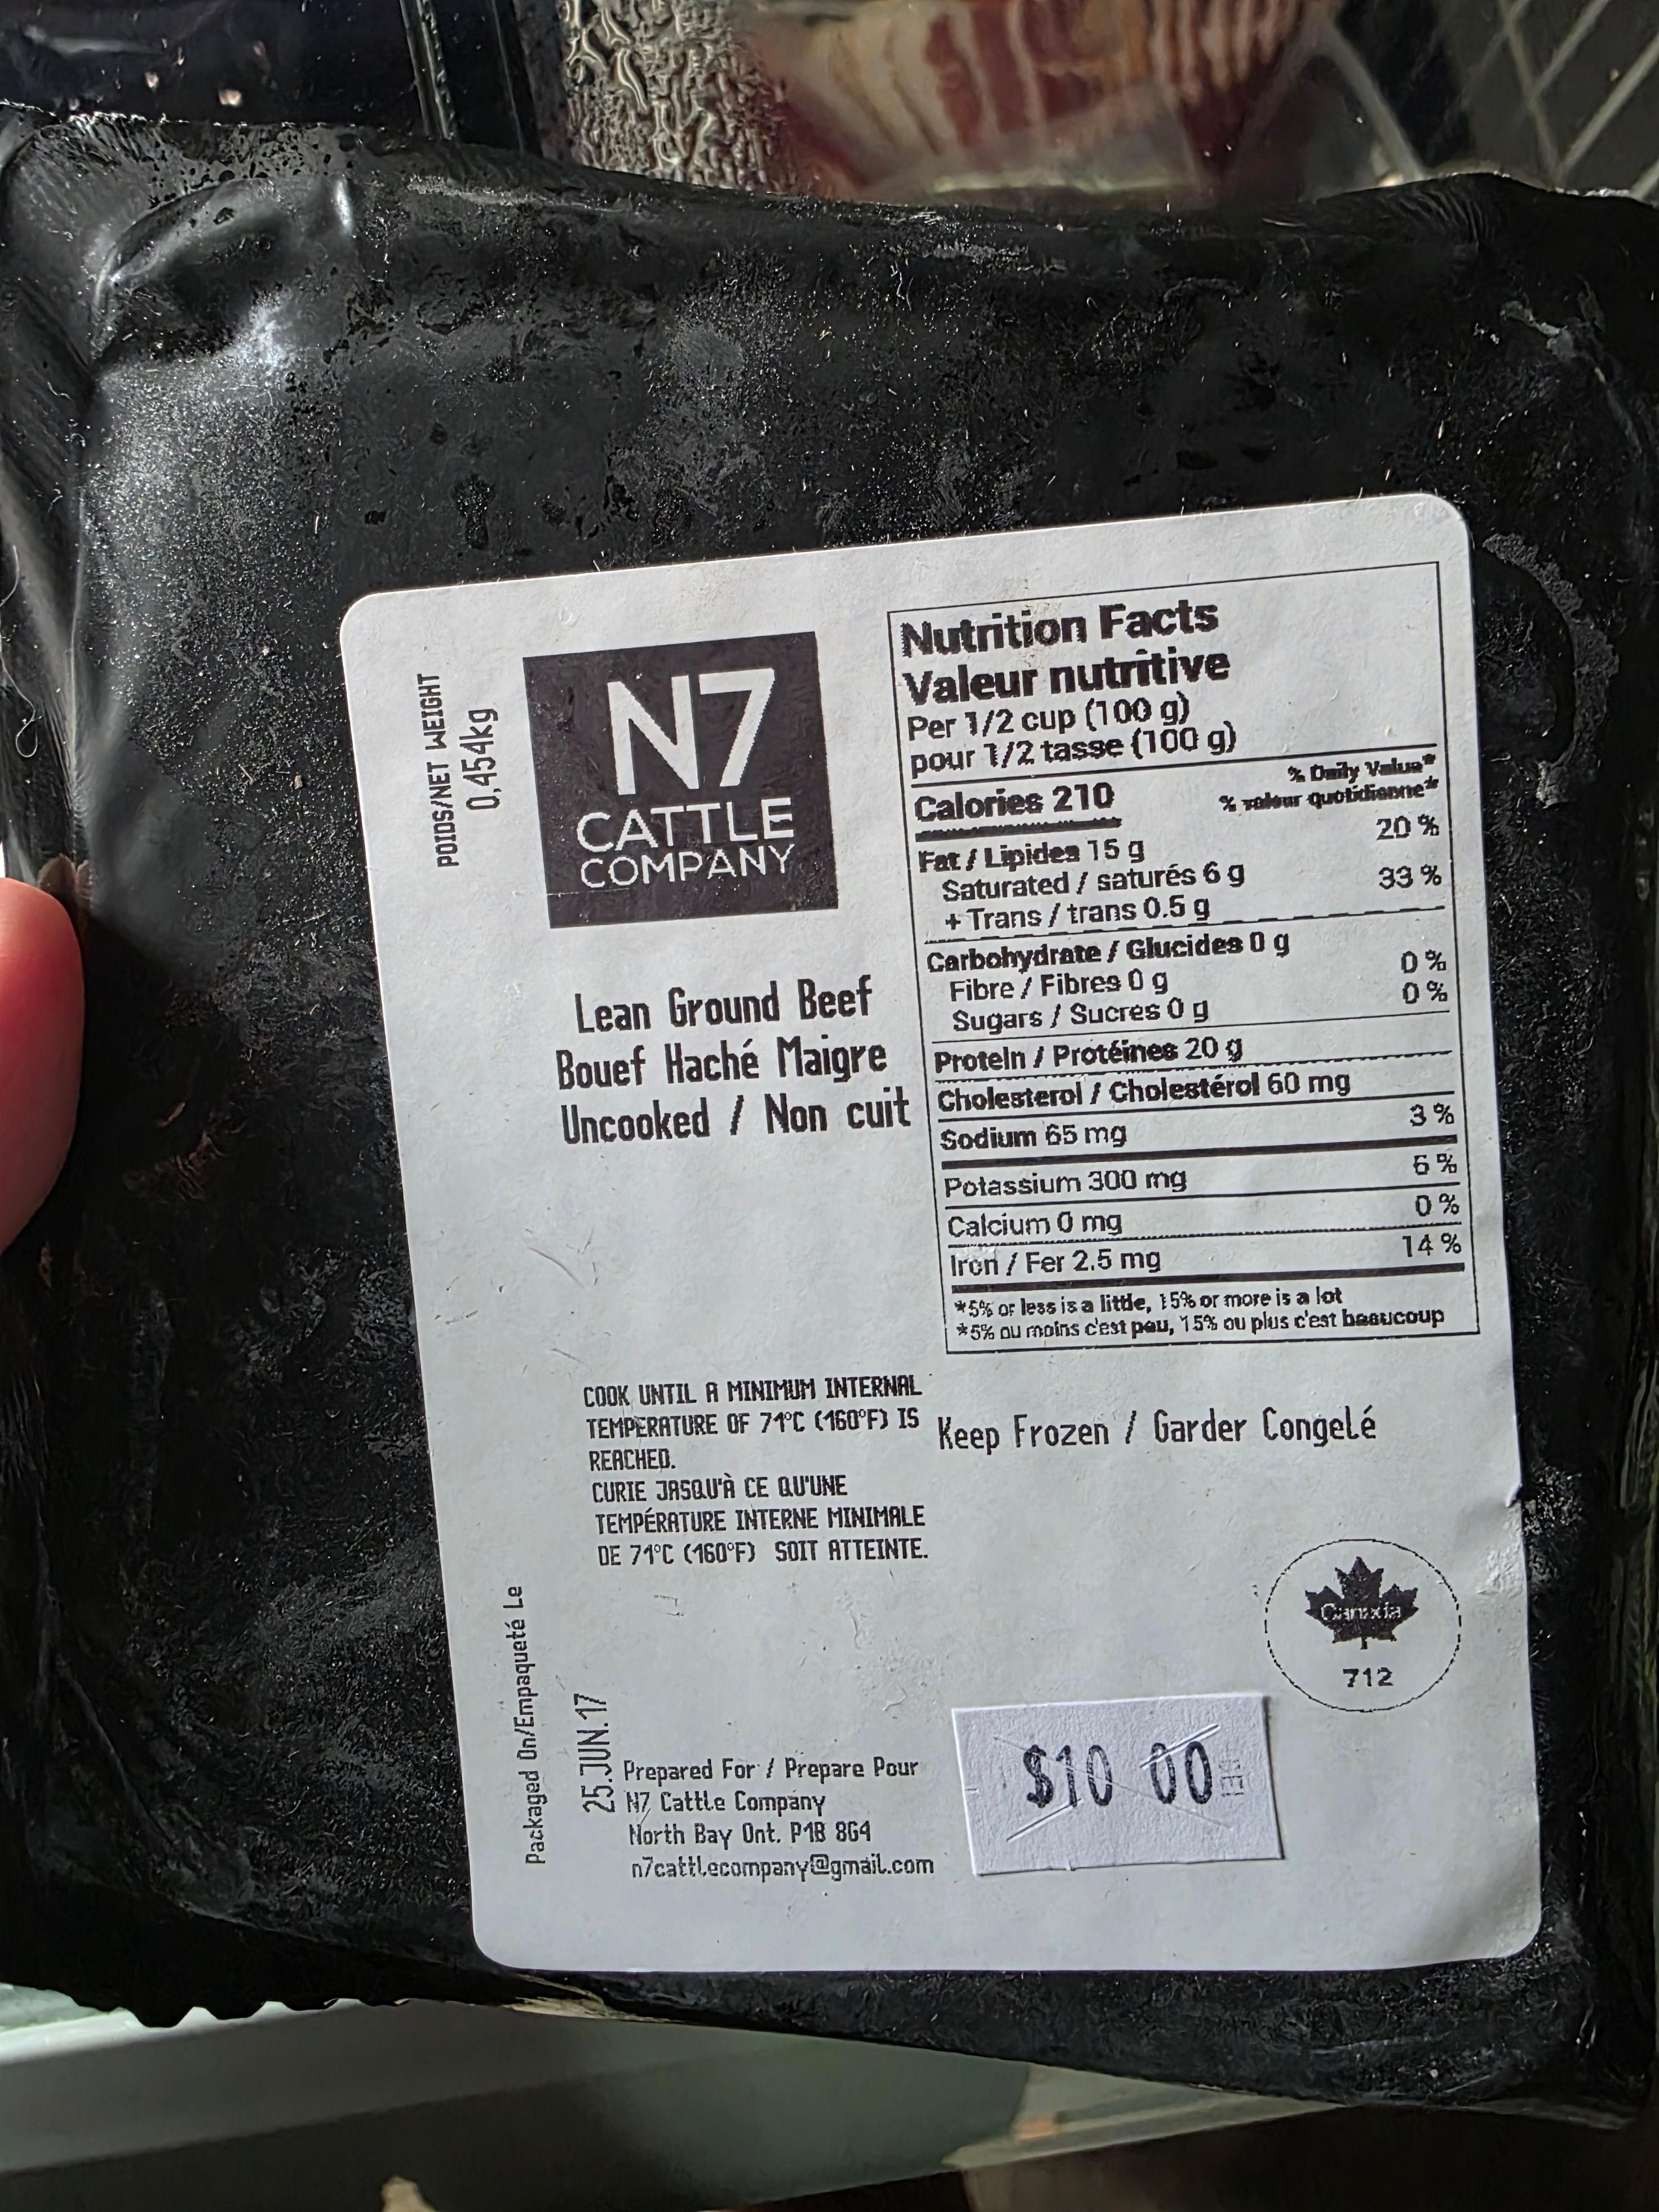 POIDS/NET WEIGHT
0,454kg
N7
CATTLE
COMPANY
Lean Ground Beef
Bouef Haché Maigre
Uncooked / Non cuit
Nutrition Facts
Valeur nutritive
Per 1/2 cup (100 g)
pour 1/2 tasse (100 g)
% Daily Value*
Calories 210 % valeur quotidienne*
Fat / Lipides 15 g 20 %
Saturated / saturés 6 g 33 %
+ Trans / trans 0.5 g
Carbohydrate / Glucides 0 g
Fibre / Fibres 0 g 0 %
Sugars / Sucres 0 g 0 %
Protein / Protéines 20 g
Cholesterol / Cholestérol 60 mg
Sodium 65 mg 3 %
Potassium 300 mg 6 %
Calcium 0 mg 0 %
Iron / Fer 2.5 mg 14 %
*5% or less is a little, 15% or more is a lot
*5% ou moins c'est peu, 15% ou plus c'est beaucoup
COOK UNTIL A MINIMUM INTERNAL
TEMPERATURE OF 71°C (160°F) IS
REACHED.
CURIE JASQU'À CE QU'UNE
TEMPÉRATURE INTERNE MINIMALE
DE 71°C (160°F) SOIT ATTEINTE.
Keep Frozen / Garder Congelé
Canada
712
Packaged On/Empaqueté Le
25.JUN.17
Prepared For / Prepare Pour
N7 Cattle Company
North Bay Ont. P1B 8G4
n7cattlecompany@gmail.com
$10 00